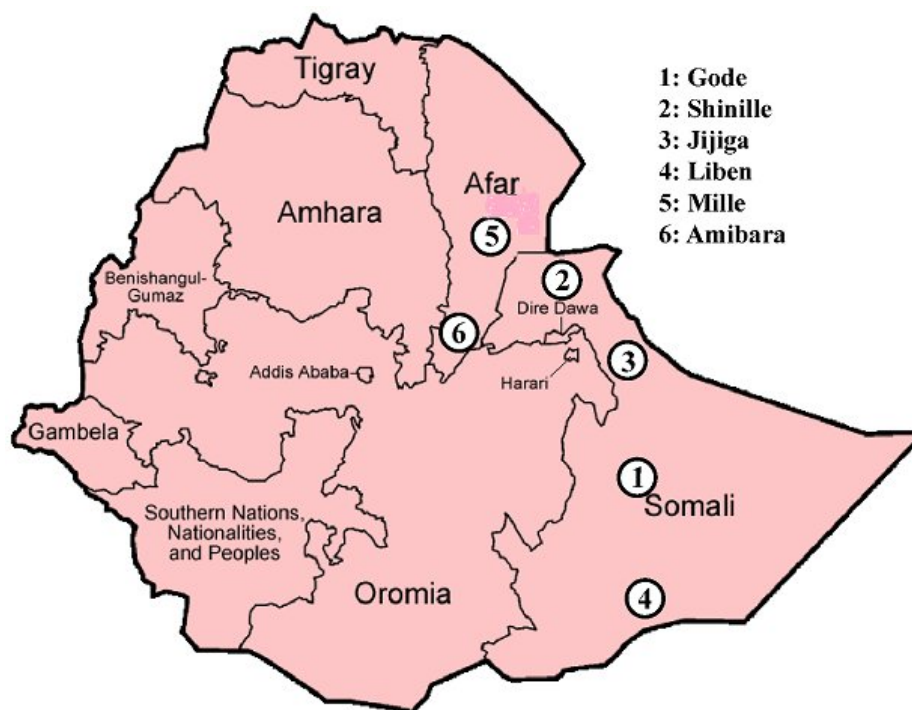 Tigray
Afar
Amhara
Benishangul-
Gumaz
Dire Dawa
Addis Ababa
Harari
Gambela
Southern Nations,
Nationalities,
and Peoples
Oromia
Somali
5
2
6
3
1
4
1: Gode
2: Shinille
3: Jijiga
4: Liben
5: Mille
6: Amibara